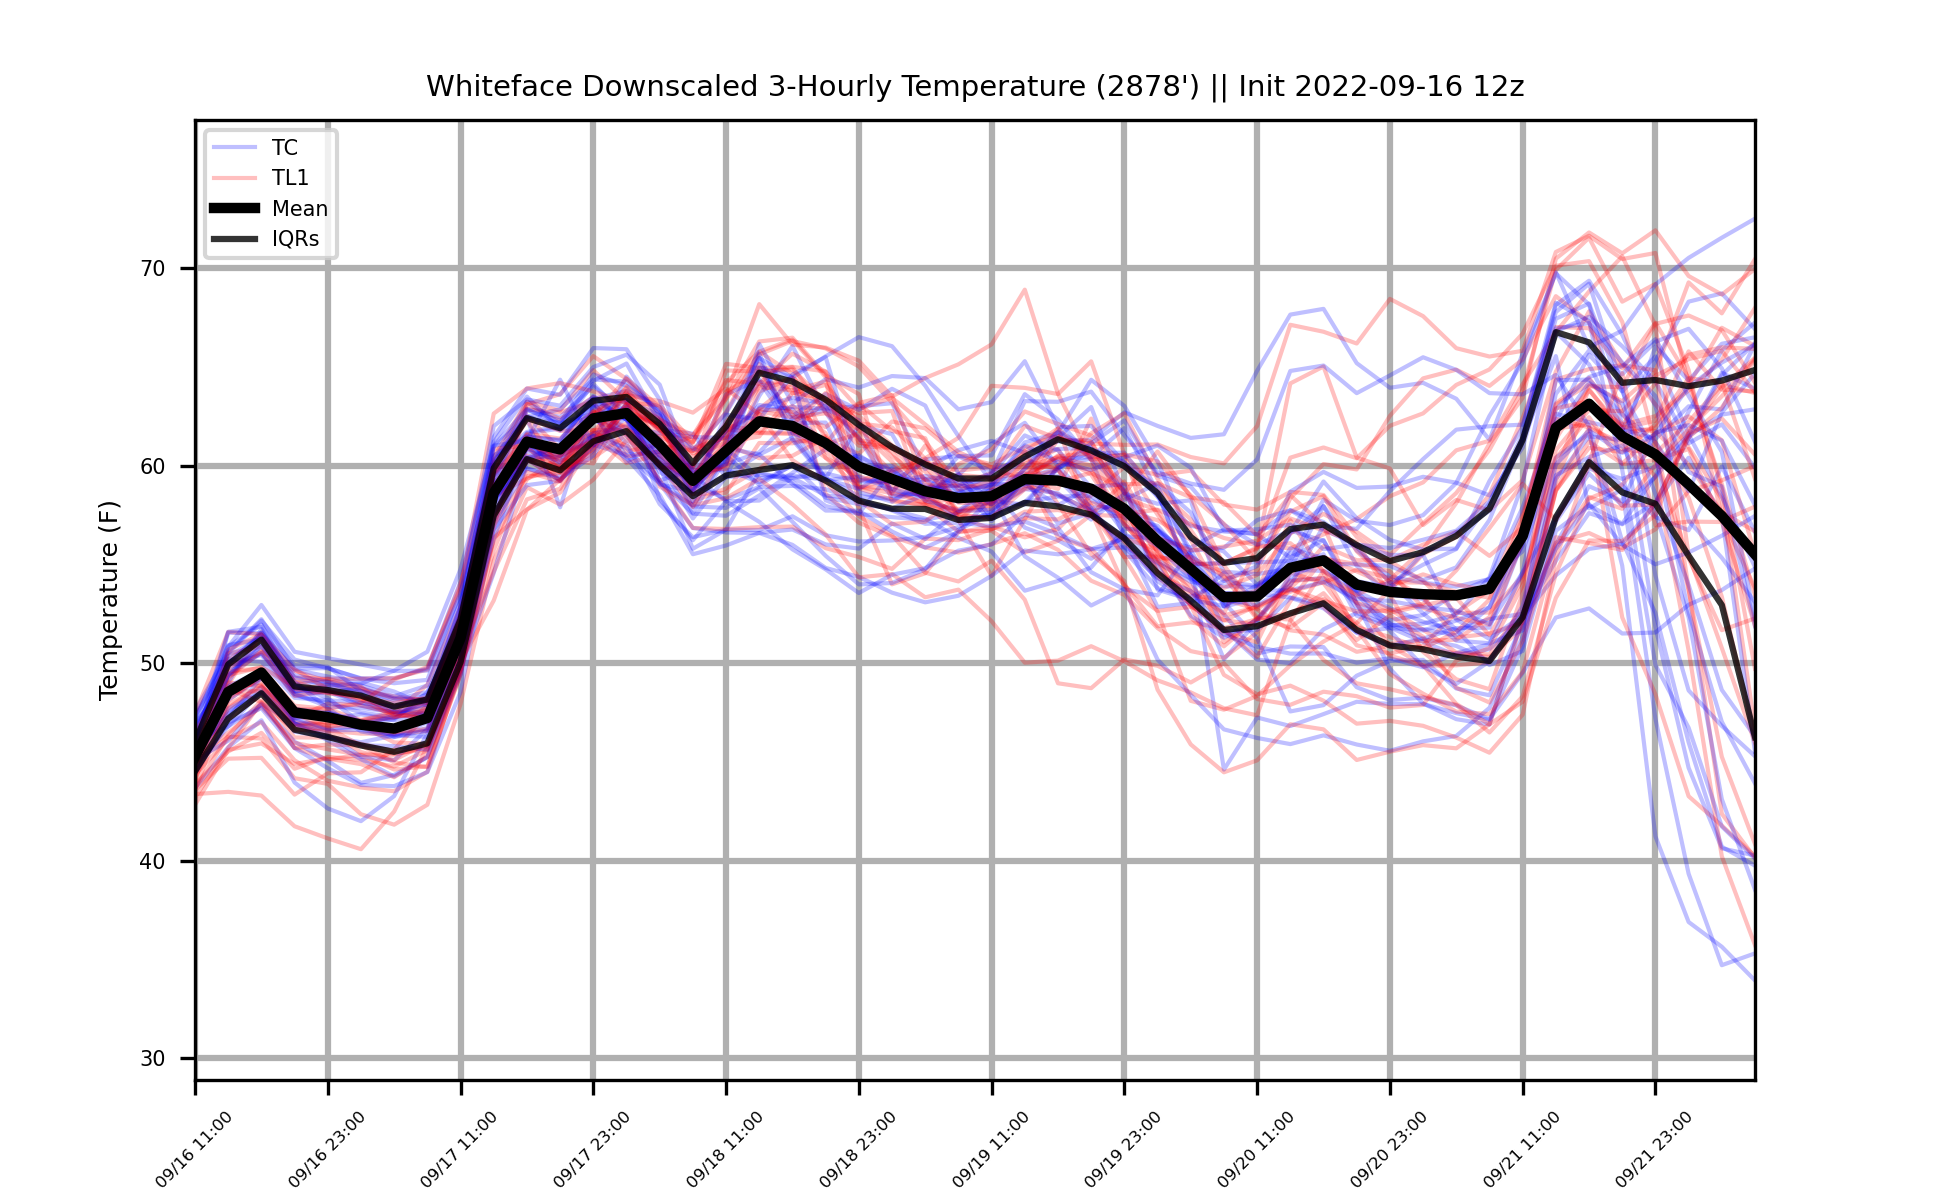 Whiteface Downscaled 3-Hourly Temperature (2878') || Init 2022-09-16 12z
TC
TL1
Mean
IQRs
Temperature (F)
70
60
50
40
30
09/16 11:00
09/16 23:00
09/17 11:00
09/17 23:00
09/18 11:00
09/18 23:00
09/19 11:00
09/19 23:00
09/20 11:00
09/20 23:00
09/21 11:00
09/21 23:00